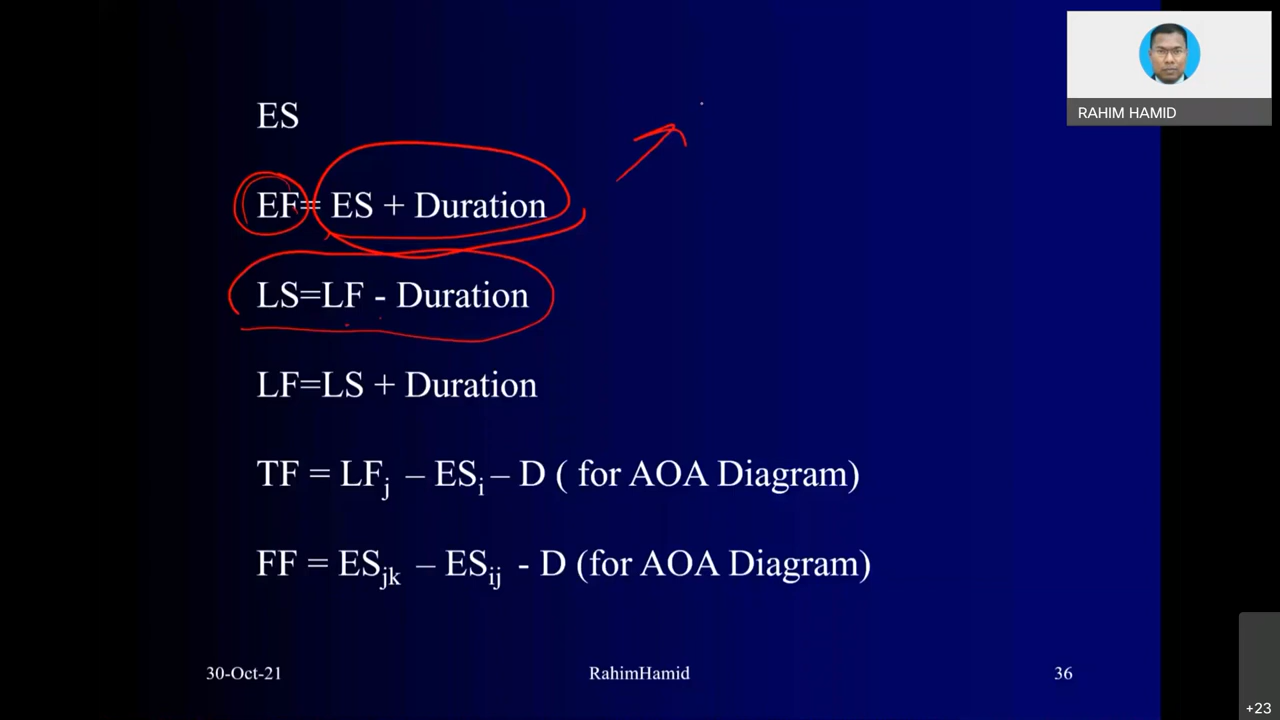 RAHIM HAMID
ES
EF= ES + Duration
LS=LF - Duration
LF=LS + Duration
TF = LFj – ESi – D ( for AOA Diagram)
FF = ESjk – ESij - D (for AOA Diagram)
30-Oct-21
RahimHamid
36
+23